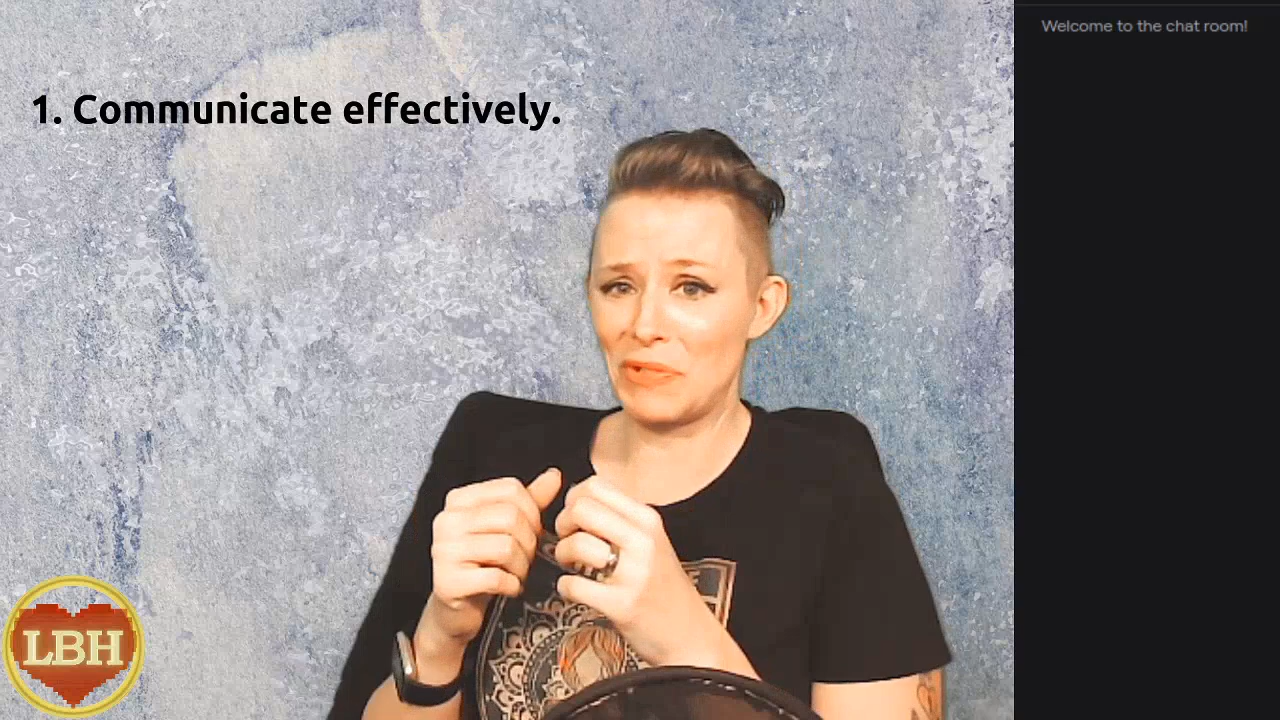 1. Communicate effectively.
Welcome to the chat room!
LBH